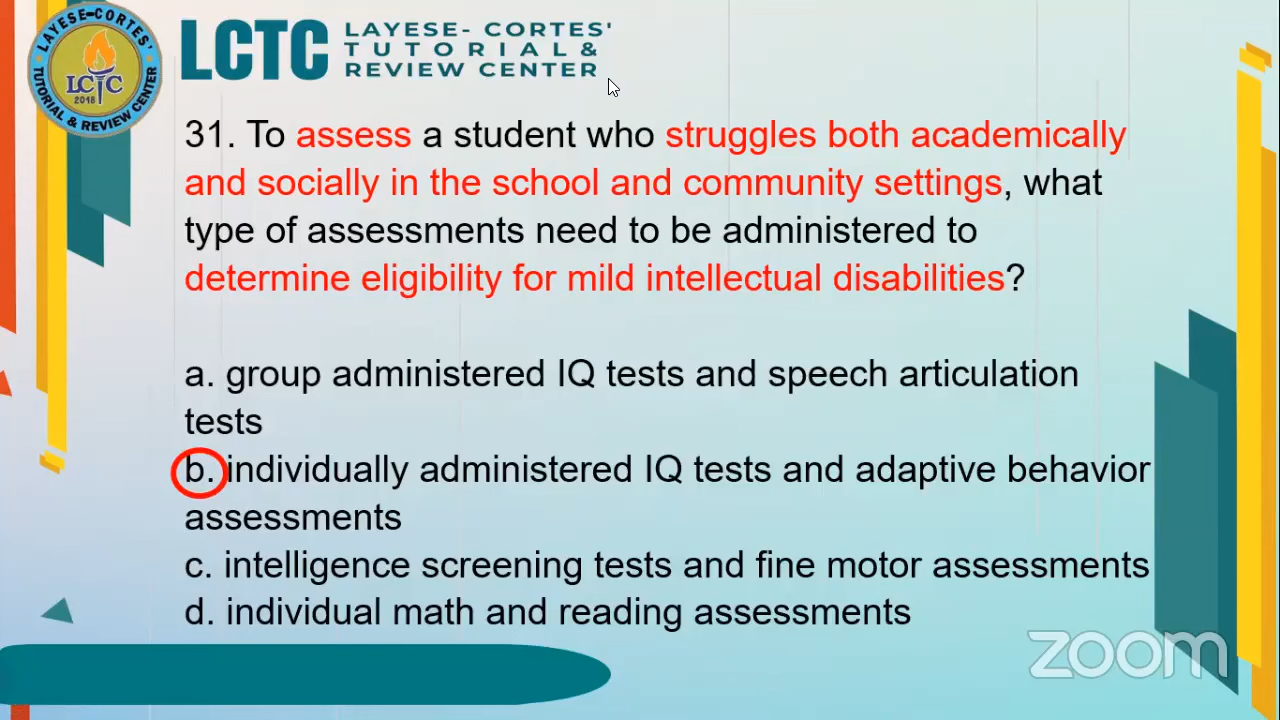 LAYESE-CORTES'
LCTC
2018
TUTORIAL & REVIEW CENTER
LCTC
LAYESE- CORTES'
TUTORIAL &
REVIEW CENTER
31. To assess a student who struggles both academically
and socially in the school and community settings, what
type of assessments need to be administered to
determine eligibility for mild intellectual disabilities?
a. group administered IQ tests and speech articulation
tests
b. individually administered IQ tests and adaptive behavior
assessments
c. intelligence screening tests and fine motor assessments
d. individual math and reading assessments
zoom